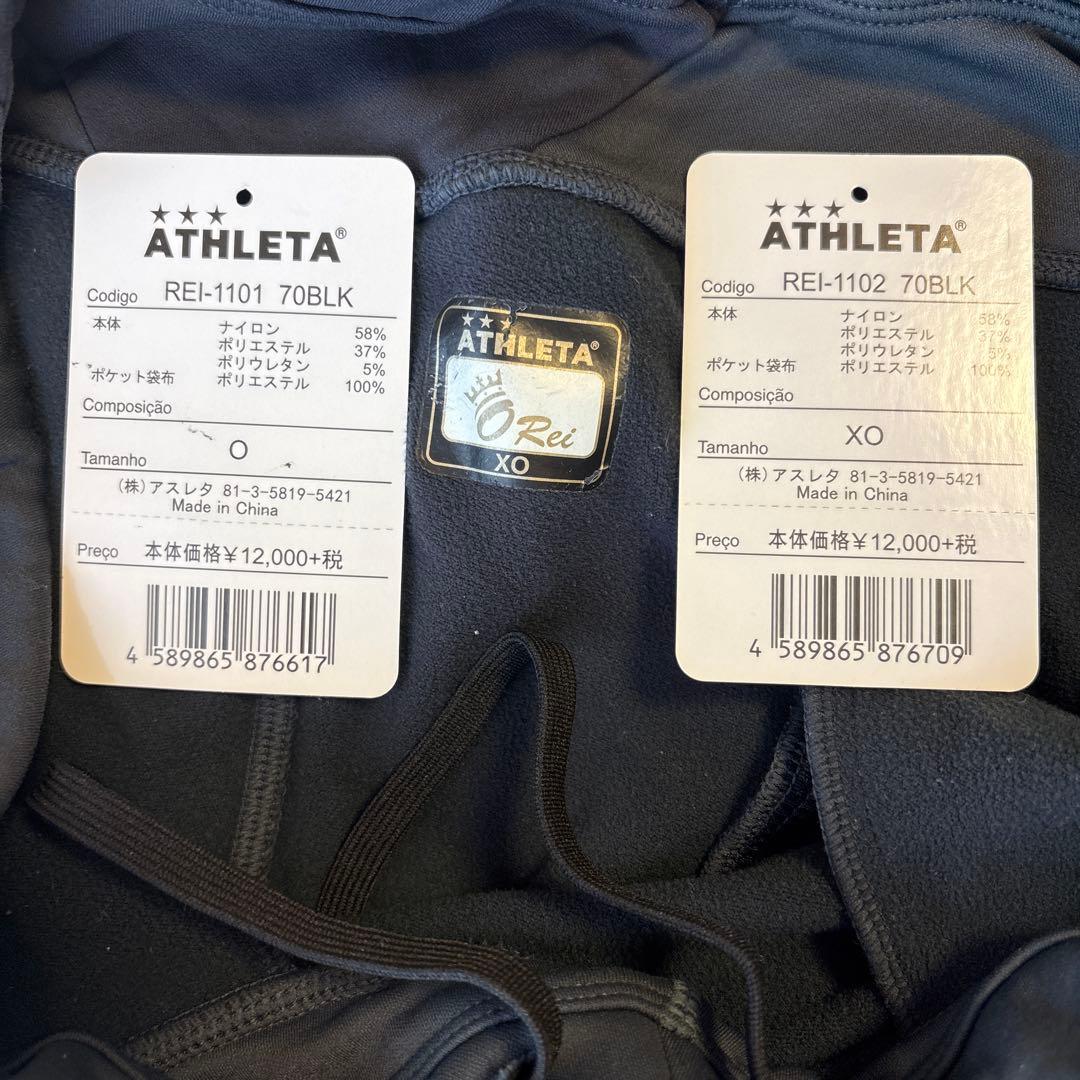 ★★★
ATHLETA®
Codigo REI-1101 70BLK
本体 ナイロン 58%
ポリエステル 37%
ポリウレタン 5%
ポケット袋布 ポリエステル 100%
Composição
Tamanho O
(株)アスレタ 81-3-5819-5421
Made in China
Preço 本体価格¥12,000+税
4 589865 876617
★★★
ATHLETA®
O Rei
XO
★★★
ATHLETA®
Codigo REI-1102 70BLK
本体 ナイロン 58%
ポリエステル 37%
ポリウレタン 5%
ポケット袋布 ポリエステル 100%
Composição
Tamanho XO
(株)アスレタ 81-3-5819-5421
Made in China
Preço 本体価格¥12,000+税
4 589865 876709